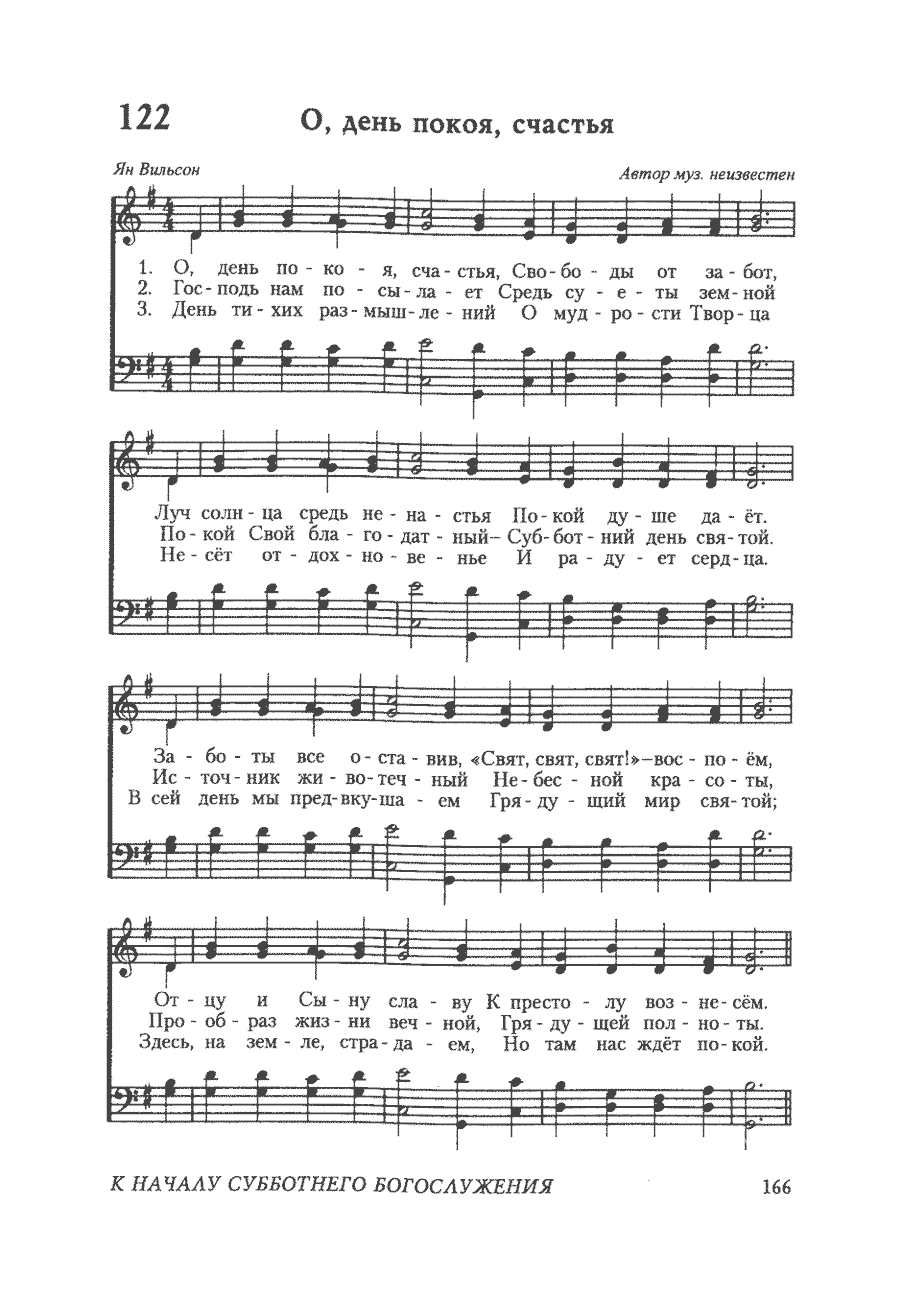 122
О, день покоя, счастья
Ян Вильсон
Автор муз. неизвестен
1. О, день по - ко - я, сча - стья, Сво - бо - ды от за - бот,
2. Гос - подь нам по - сы - ла - ет Средь су - е - ты зем - ной
3. День ти - хих раз - мыш - ле - ний О муд - ро - сти Твор - ца
Луч солн - ца средь не - на - стья По - кой ду - ше да - ёт.
По - кой Свой бла - го - дат - ный– Суб - бот - ний день свя - той.
Не - сёт от - дох - но - ве - нье И ра - ду - ет серд - ца.
За - бо - ты все о - ста - вив, «Свят, свят, свят!»–вос - по - ём,
Ис - точ - ник жи - во - теч - ный Не - бес - ной кра - со - ты,
В сей день мы пред - вку - ша - ем Гря - ду - щий мир свя - той;
От - цу и Сы - ну сла - ву К престо - лу воз - не - сём.
Про - об - раз жиз - ни веч - ной, Гря - ду - щей пол - но - ты.
Здесь, на зем - ле, стра - да - ем, Но там нас ждёт по - кой.
К НАЧАЛУ СУББОТНЕГО БОГОСЛУЖЕНИЯ
166